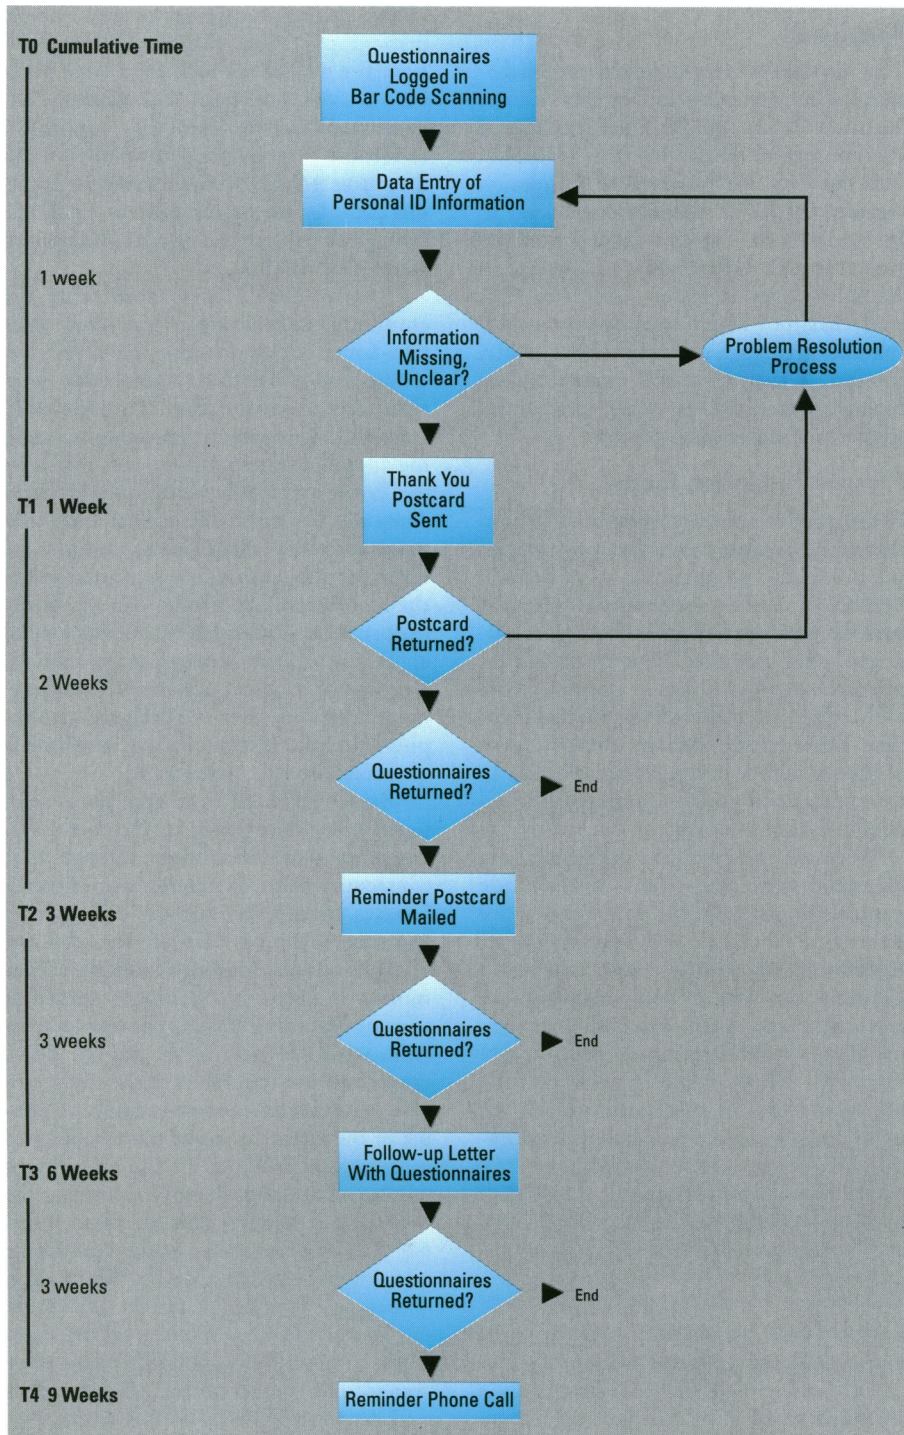 T0 Cumulative Time
Questionnaires
Logged in
Bar Code Scanning
Data Entry of
Personal ID Information
1 week
Information
Missing,
Unclear?
Problem Resolution
Process
Thank You
Postcard
Sent
T1 1 Week
Postcard
Returned?
2 Weeks
Questionnaires
Returned?
End
Reminder Postcard
Mailed
T2 3 Weeks
Questionnaires
Returned?
End
3 weeks
Follow-up Letter
With Questionnaires
T3 6 Weeks
Questionnaires
Returned?
End
3 weeks
T4 9 Weeks
Reminder Phone Call